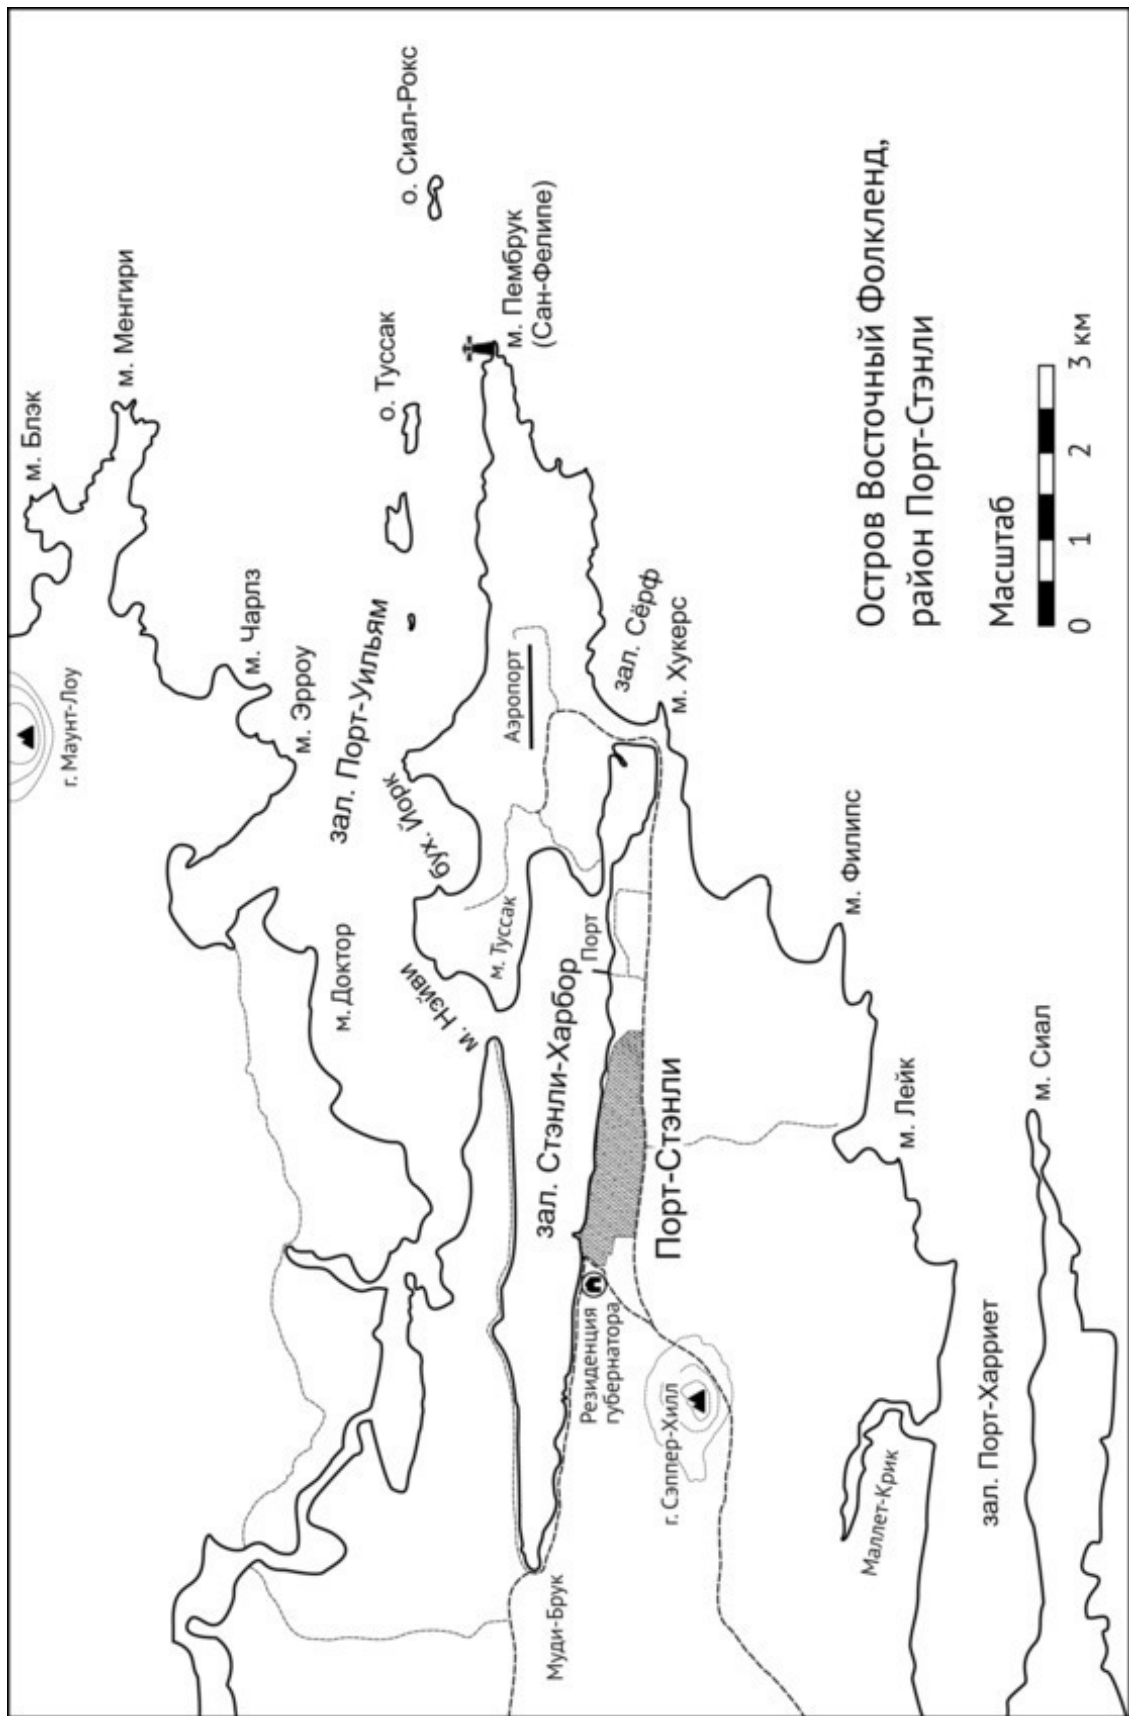 г. Маунт-Лоу
м. Блэк
м. Менгири
м. Чарлз
м. Эрроу
зал. Порт-Уильям
о. Туссак
о. Сиал-Рокс
м. Пембрук
(Сан-Фелипе)
м. Доктор
бух. Йорк
м. Нэйви
м. Туссак
Аэропорт
зал. Сёрф
м. Хукерс
Порт
зал. Стэнли-Харбор
Порт-Стэнли
Муди-Брук
Резиденция
губернатора
г. Сэппер-Хилл
м. Филипс
м. Лейк
м. Сиал
Маллет-Крик
зал. Порт-Харриет
Остров Восточный Фолкленд,
район Порт-Стэнли
Масштаб
0 1 2 3 км